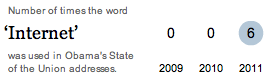 Number of times the word
‘Internet’ 0 0 6
was used in Obama's State
of the Union addresses. 2009 2010 2011